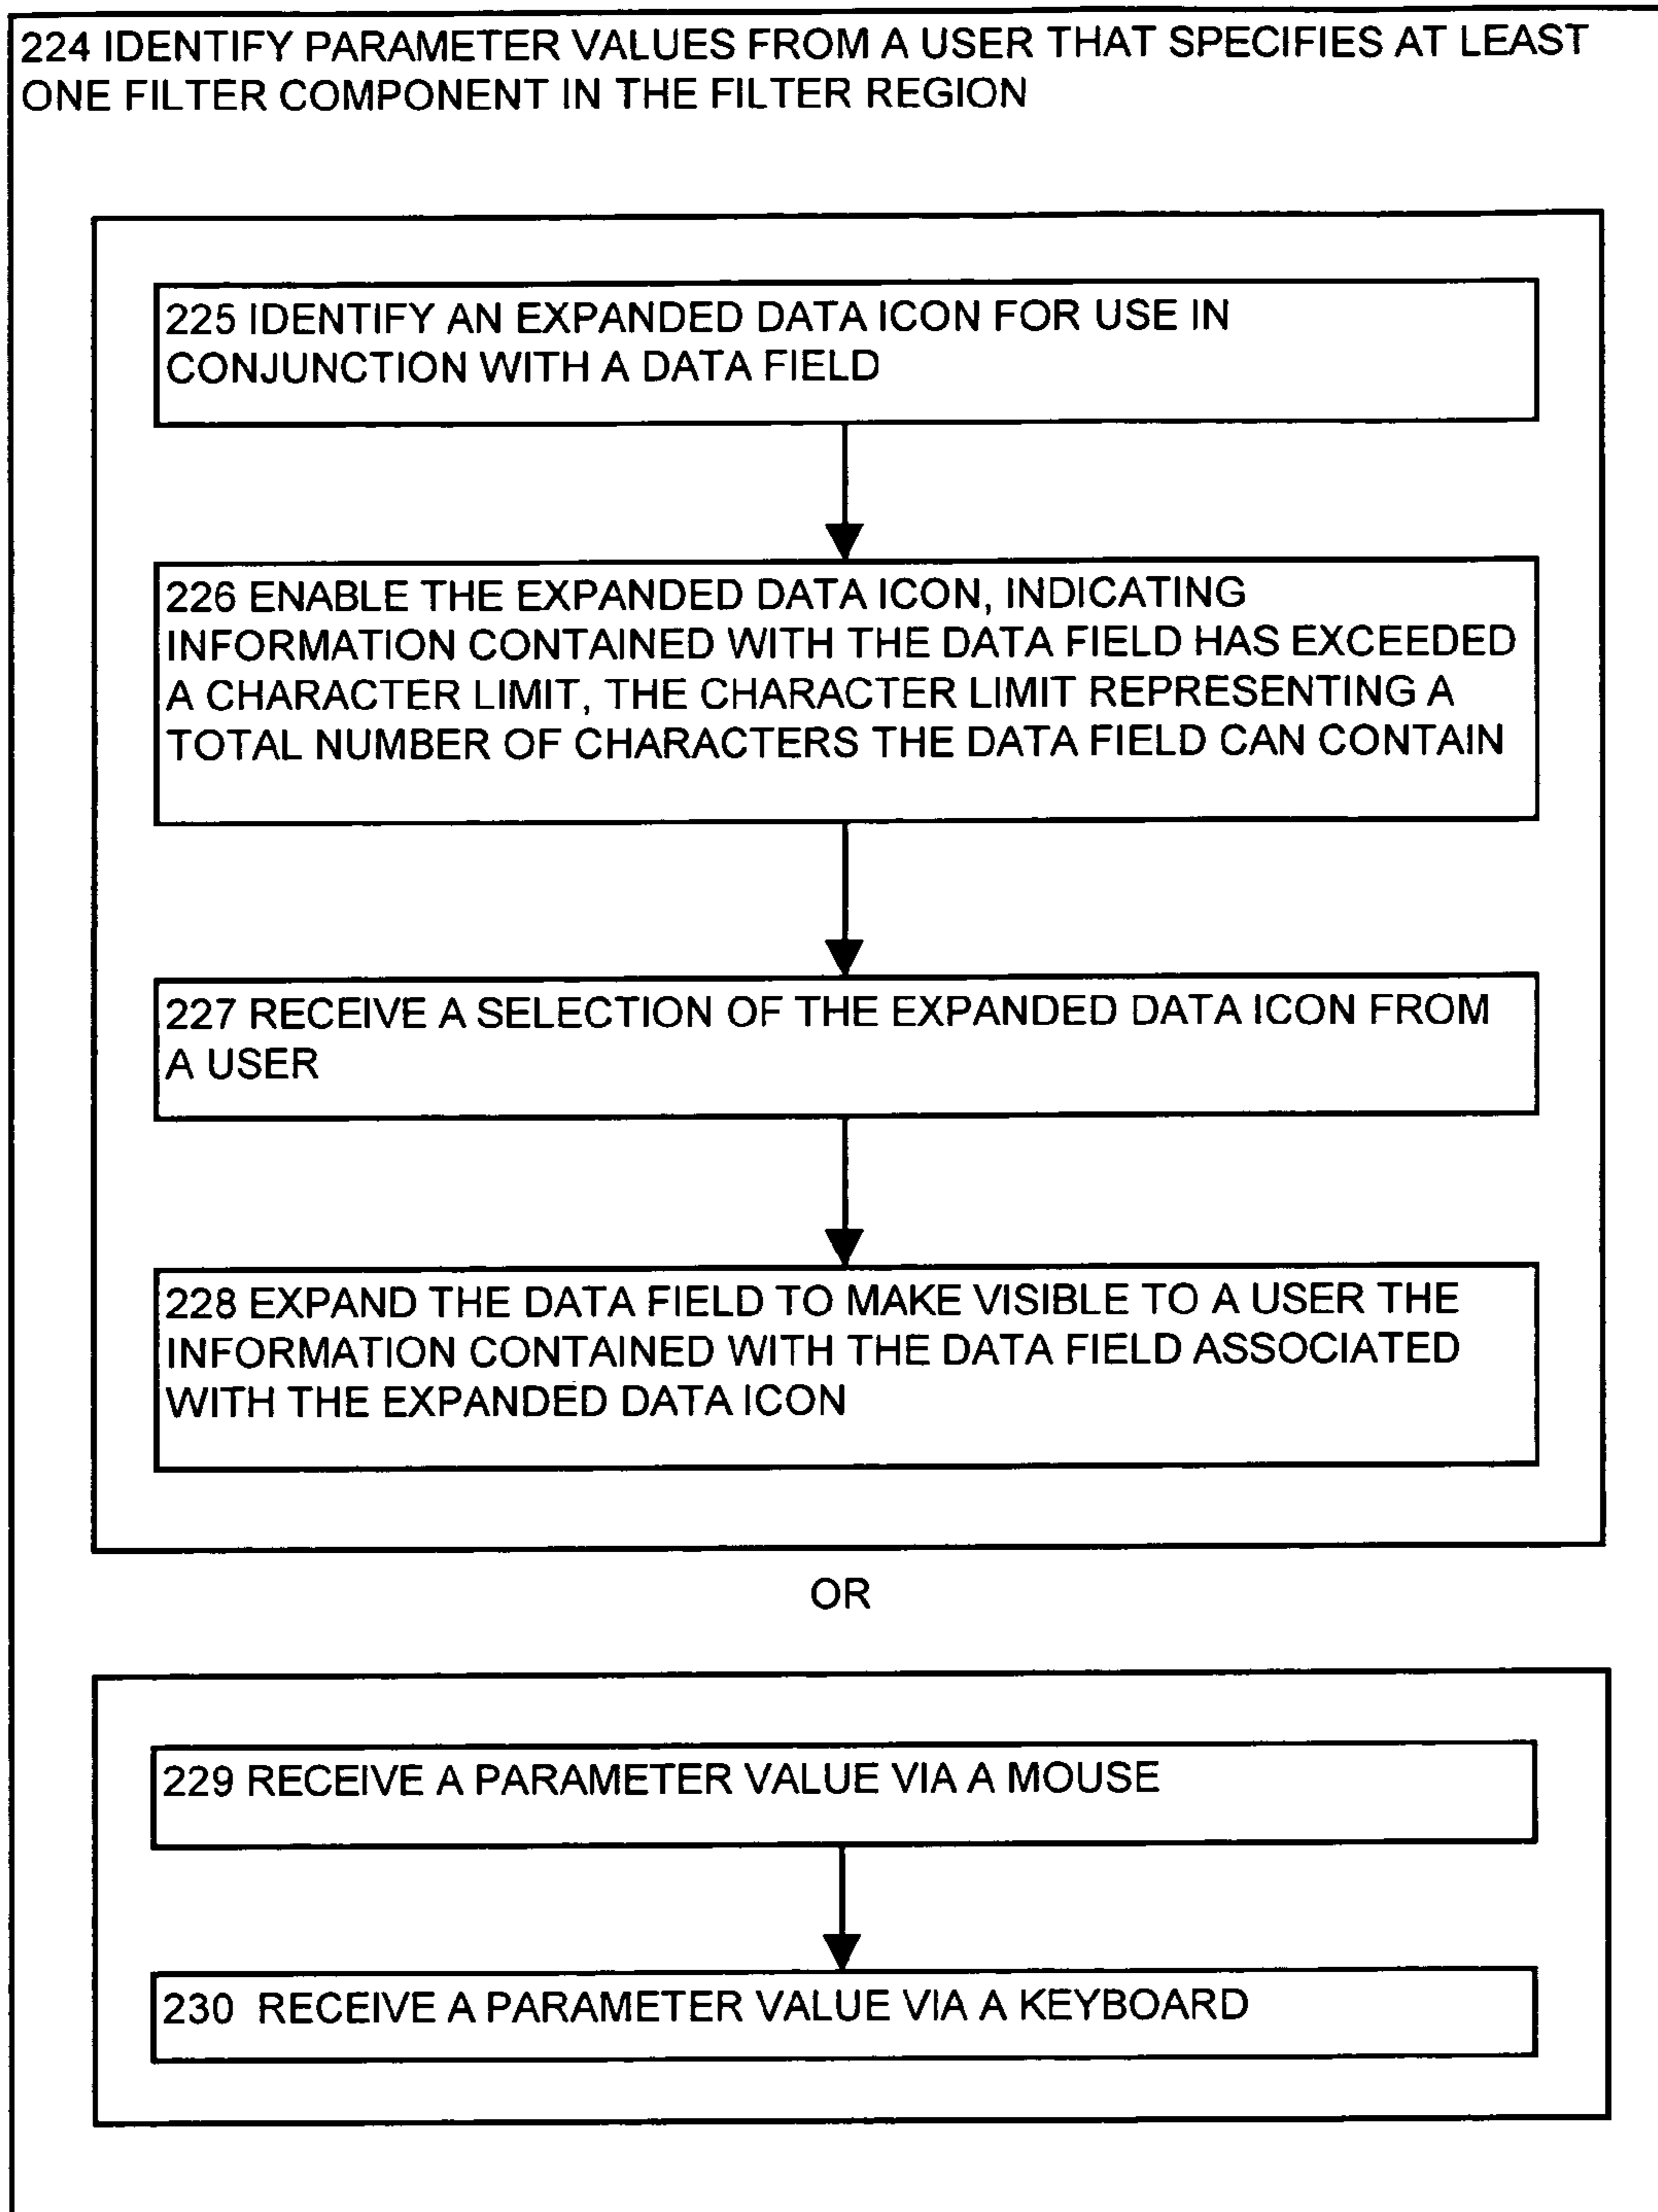 224 IDENTIFY PARAMETER VALUES FROM A USER THAT SPECIFIES AT LEAST
ONE FILTER COMPONENT IN THE FILTER REGION
225 IDENTIFY AN EXPANDED DATA ICON FOR USE IN
CONJUNCTION WITH A DATA FIELD
226 ENABLE THE EXPANDED DATA ICON, INDICATING
INFORMATION CONTAINED WITH THE DATA FIELD HAS EXCEEDED
A CHARACTER LIMIT, THE CHARACTER LIMIT REPRESENTING A
TOTAL NUMBER OF CHARACTERS THE DATA FIELD CAN CONTAIN
227 RECEIVE A SELECTION OF THE EXPANDED DATA ICON FROM
A USER
228 EXPAND THE DATA FIELD TO MAKE VISIBLE TO A USER THE
INFORMATION CONTAINED WITH THE DATA FIELD ASSOCIATED
WITH THE EXPANDED DATA ICON
OR
229 RECEIVE A PARAMETER VALUE VIA A MOUSE
230 RECEIVE A PARAMETER VALUE VIA A KEYBOARD